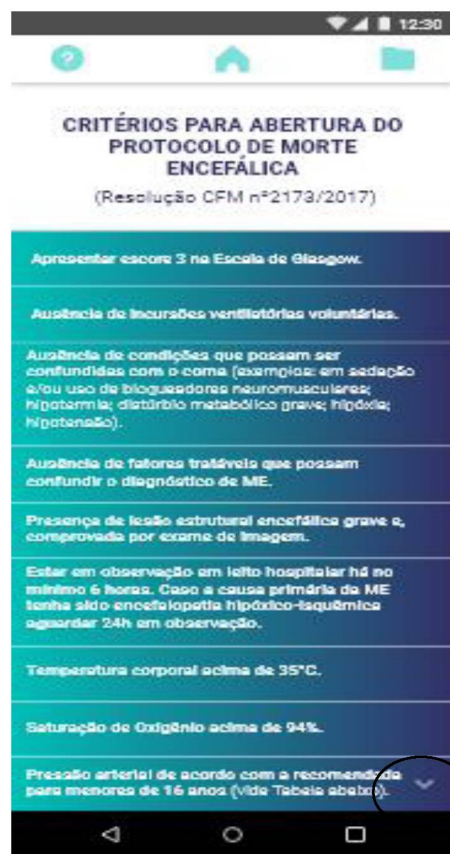 12:30
?
CRITÉRIOS PARA ABERTURA DO
PROTOCOLO DE MORTE
ENCEFÁLICA
(Resolução CFM nº2173/2017)
Apresentar escore 3 na Escala de Glasgow.
Ausência de incursões ventilatórias voluntárias.
Ausência de condições que possam ser
confundidas com o coma (exemplos: em sedação
e/ou uso de bloqueadores neuromusculares;
hipotermia; distúrbio metabólico grave; hipóxia;
hipotensão).
Ausência de fatores tratáveis que possam
confundir o diagnóstico de ME.
Presença de lesão estrutural encefálica grave e,
comprovada por exame de imagem.
Estar em observação em leito hospitalar há no
mínimo 6 horas. Caso a causa primária da ME
tenha sido encefalopatia hipóxico-isquêmica
aguardar 24h em observação.
Temperatura corporal acima de 35°C.
Saturação de Oxigênio acima de 94%.
Pressão arterial de acordo com a recomendada
para menores de 16 anos (vide Tabela abaixo).